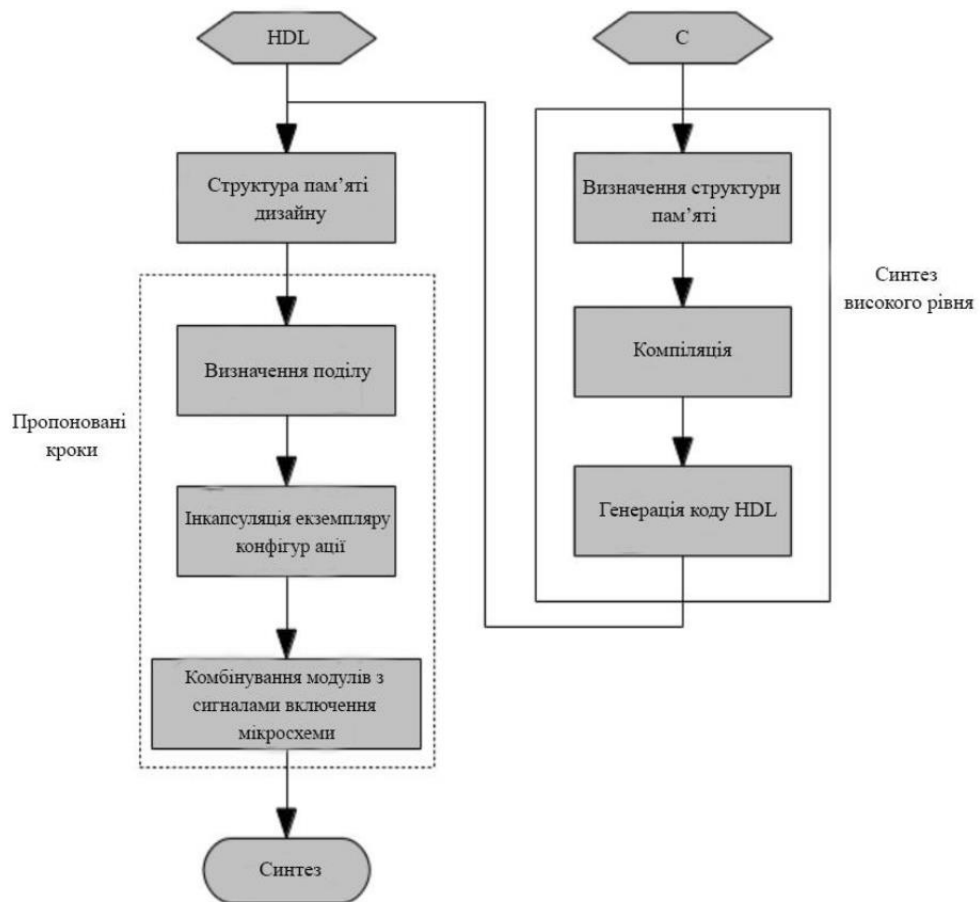 HDL
C
Структура пам’яті
дизайну
Визначення структури
пам’яті
Синтез
високого рівня
Визначення поділу
Компіляція
Пропоновані
кроки
Інкапсуляція екземпляру
конфігур ації
Генерація коду HDL
Комбінування модулів з
сигналами включення
мікросхеми
Синтез